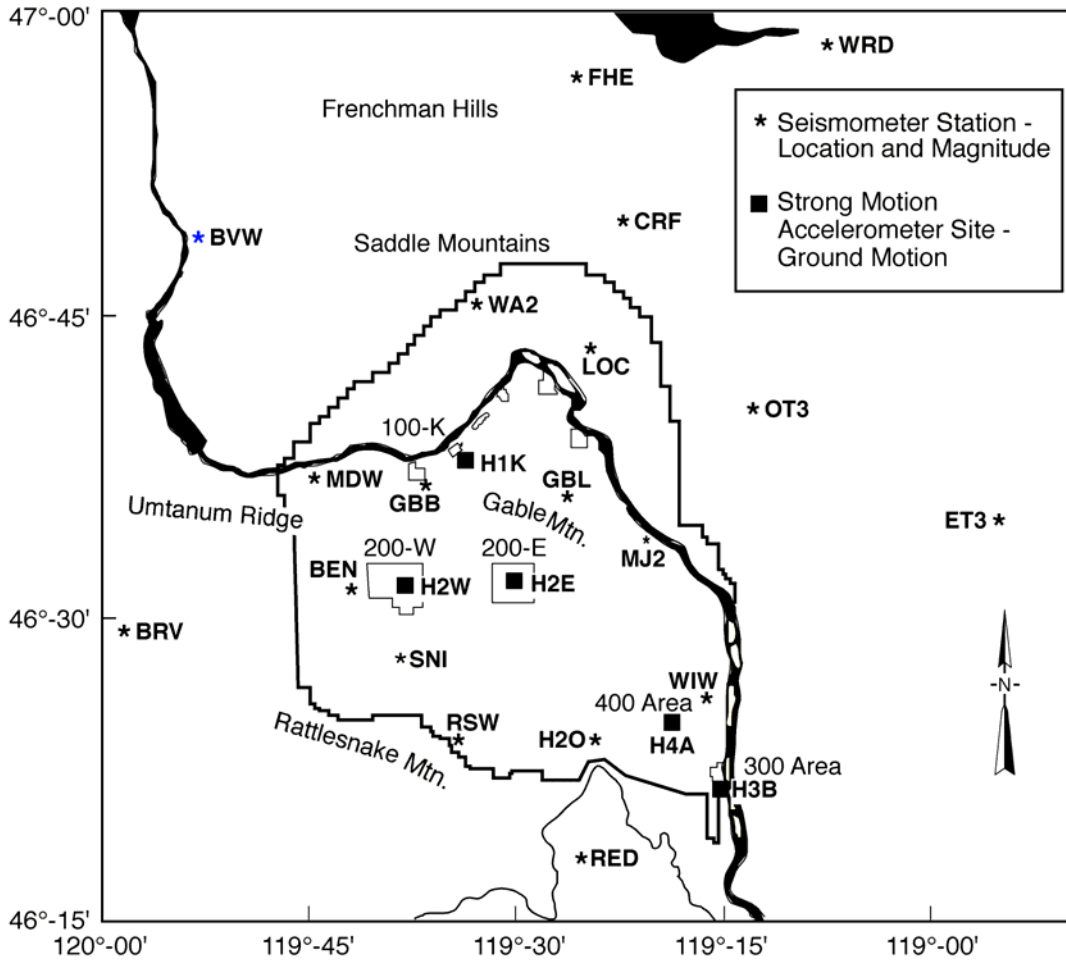 47°-00'
WRD
FHE
Frenchman Hills
* Seismometer Station -
Location and Magnitude
Strong Motion
Accelerometer Site -
Ground Motion
CRF
BVW
Saddle Mountains
WA2
46°-45'
LOC
OT3
100-K
H1K
MDW
GBB
GBL
Gable Mtn.
Umtanum Ridge
ET3
MJ2
200-W
200-E
BEN
H2W
H2E
46°-30'
BRV
SNI
WIW
400 Area
-N-
RSW
H2O
H4A
Rattlesnake Mtn.
300 Area
H3B
RED
46°-15'
120°-00'
119°-45'
119°-30'
119°-15'
119°-00'